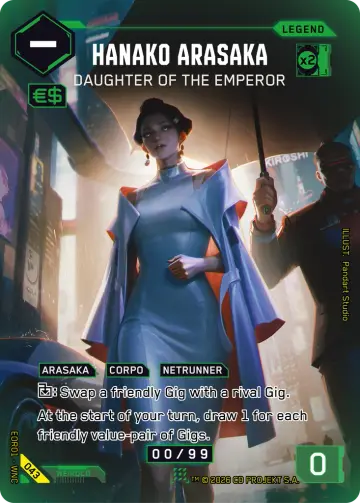 LEGEND
HANAKO ARASAKA
x2
DAUGHTER OF THE EMPEROR
€$
KIROSHI
ILLUST. Pandart Studio
ARASAKA CORPO NETRUNNER
: Swap a friendly Gig with a rival Gig.
At the start of your turn, draw 1 for each
friendly value-pair of Gigs.
00/99
0
043
™ © 2026 CD PROJEKT S.A.